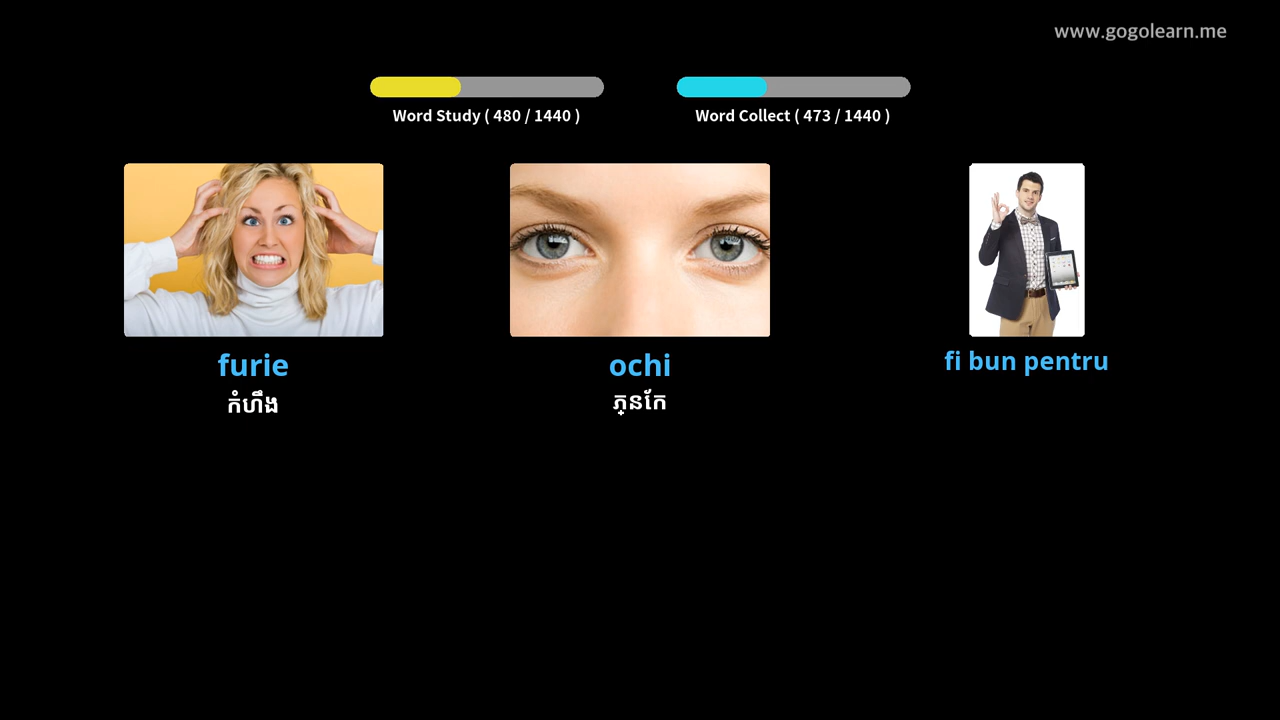 www.gogolearn.me
Word Study ( 480 / 1440 )
Word Collect ( 473 / 1440 )
furie
ochi
fi bun pentru
កំហឹង
ភ្នែក